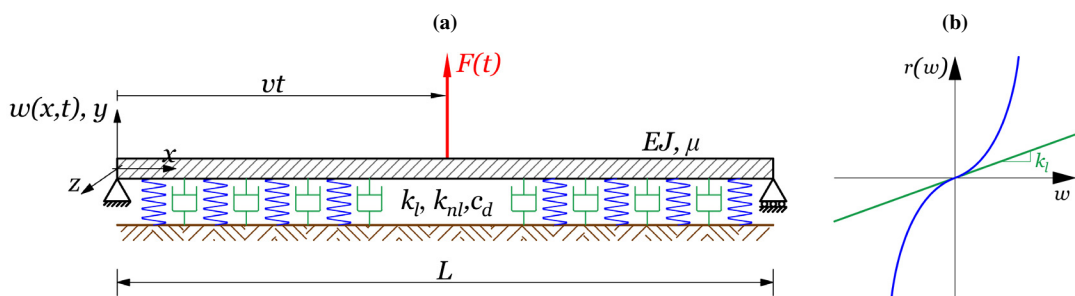 (a)
(b)
F(t)
r(w)
vt
w(x,t), y
EJ, μ
x
z
k_l
k_l, k_nl,c_d
w
L